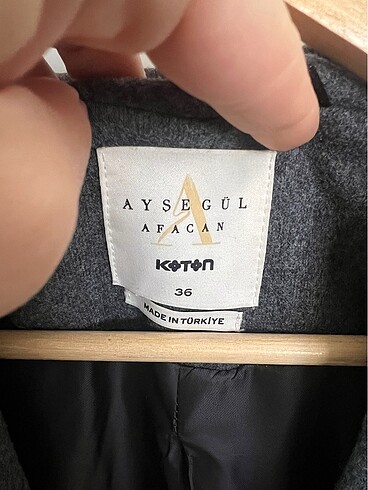 AYŞEGÜL
AFACAN
KOTON
36
MADE IN TÜRKİYE